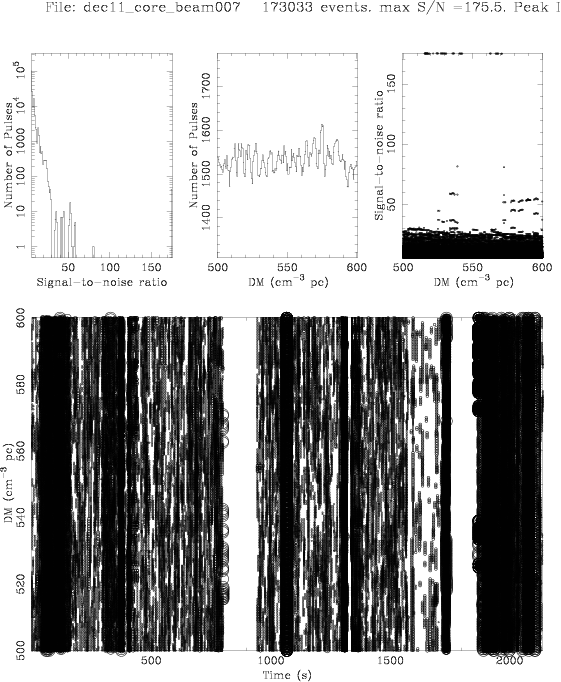 File: dec11_core_beam007 173033 events. max S/N =175.5. Peak I
Number of Pulses
10^5
10^4
1000
100
10
1
50 100 150
Signal-to-noise ratio
Number of Pulses
1700
1600
1500
1400
500 550 600
DM (cm^-3 pc)
Signal-to-noise ratio
150
100
50
500 550 600
DM (cm^-3 pc)
DM (cm^-3 pc)
600
580
560
540
520
500
500 1000 1500 2000
Time (s)